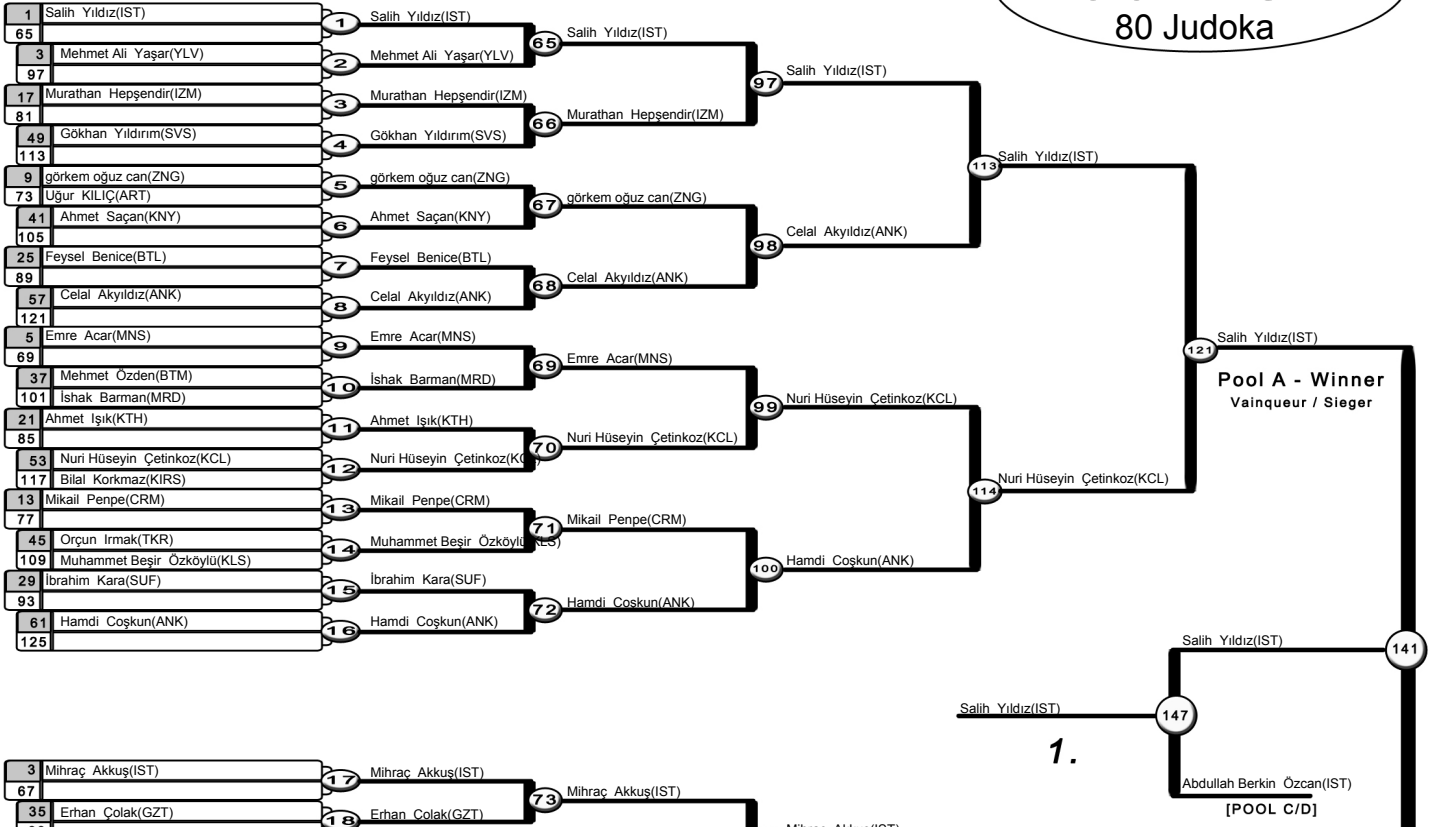 80 Judoka
1 Salih Yıldız(IST)
65
3 Mehmet Ali Yaşar(YLV)
97
17 Murathan Hepşendir(IZM)
81
49 Gökhan Yıldırım(SVS)
113
9 görkem oğuz can(ZNG)
73 Uğur KILIÇ(ART)
41 Ahmet Saçan(KNY)
105
25 Feysel Benice(BTL)
89
57 Celal Akyıldız(ANK)
121
5 Emre Acar(MNS)
69
37 Mehmet Özden(BTM)
101 İshak Barman(MRD)
21 Ahmet Işık(KTH)
85
53 Nuri Hüseyin Çetinkoz(KCL)
117 Bilal Korkmaz(KIRS)
13 Mikail Penpe(CRM)
77
45 Orçun Irmak(TKR)
109 Muhammet Beşir Özköylü(KLS)
29 İbrahim Kara(SUF)
93
61 Hamdi Coşkun(ANK)
125
1 Salih Yıldız(IST)
2 Mehmet Ali Yaşar(YLV)
3 Murathan Hepşendir(IZM)
4 Gökhan Yıldırım(SVS)
5 görkem oğuz can(ZNG)
6 Ahmet Saçan(KNY)
7 Feysel Benice(BTL)
8 Celal Akyıldız(ANK)
9 Emre Acar(MNS)
10 İshak Barman(MRD)
11 Ahmet Işık(KTH)
12 Nuri Hüseyin Çetinkoz(KCL)
13 Mikail Penpe(CRM)
14 Muhammet Beşir Özköylü(KLS)
15 İbrahim Kara(SUF)
16 Hamdi Coşkun(ANK)
65 Salih Yıldız(IST)
66 Murathan Hepşendir(IZM)
67 görkem oğuz can(ZNG)
68 Celal Akyıldız(ANK)
69 Emre Acar(MNS)
70 Nuri Hüseyin Çetinkoz(KCL)
71 Mikail Penpe(CRM)
72 Hamdi Coşkun(ANK)
97 Salih Yıldız(IST)
98 Celal Akyıldız(ANK)
99 Nuri Hüseyin Çetinkoz(KCL)
100 Hamdi Coşkun(ANK)
113 Salih Yıldız(IST)
114 Nuri Hüseyin Çetinkoz(KCL)
121 Salih Yıldız(IST)
Pool A - Winner
Vainqueur / Sieger
Salih Yıldız(IST) 141
Salih Yıldız(IST) 147
1.
Abdullah Berkin Özcan(IST)
[POOL C/D]
3 Mihraç Akkuş(IST)
67
35 Erhan Çolak(GZT)
17 Mihraç Akkuş(IST)
18 Erhan Çolak(GZT)
73 Mihraç Akkuş(IST)